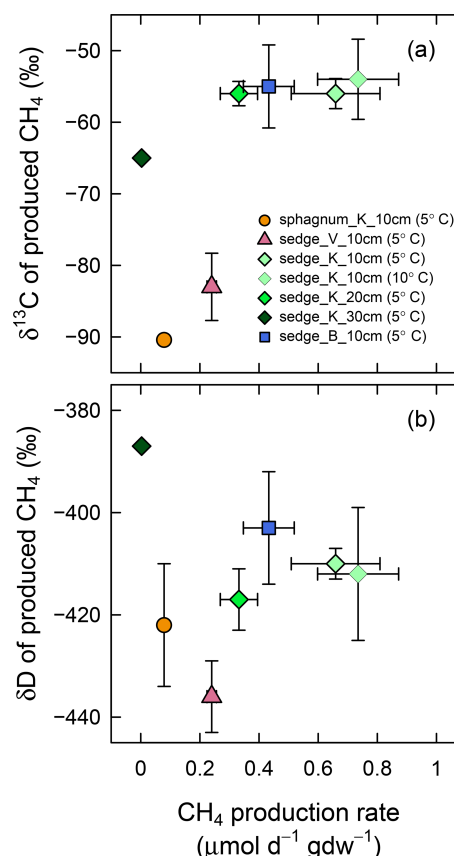 (a)
−50
−60
−70
−80
−90
δ¹³C of produced CH₄ (‰)
sphagnum_K_10cm (5° C)
sedge_V_10cm (5° C)
sedge_K_10cm (5° C)
sedge_K_10cm (10° C)
sedge_K_20cm (5° C)
sedge_K_30cm (5° C)
sedge_B_10cm (5° C)
(b)
−380
−400
−420
−440
δD of produced CH₄ (‰)
0 0.2 0.4 0.6 0.8 1
CH₄ production rate
(μmol d⁻¹ gdw⁻¹)